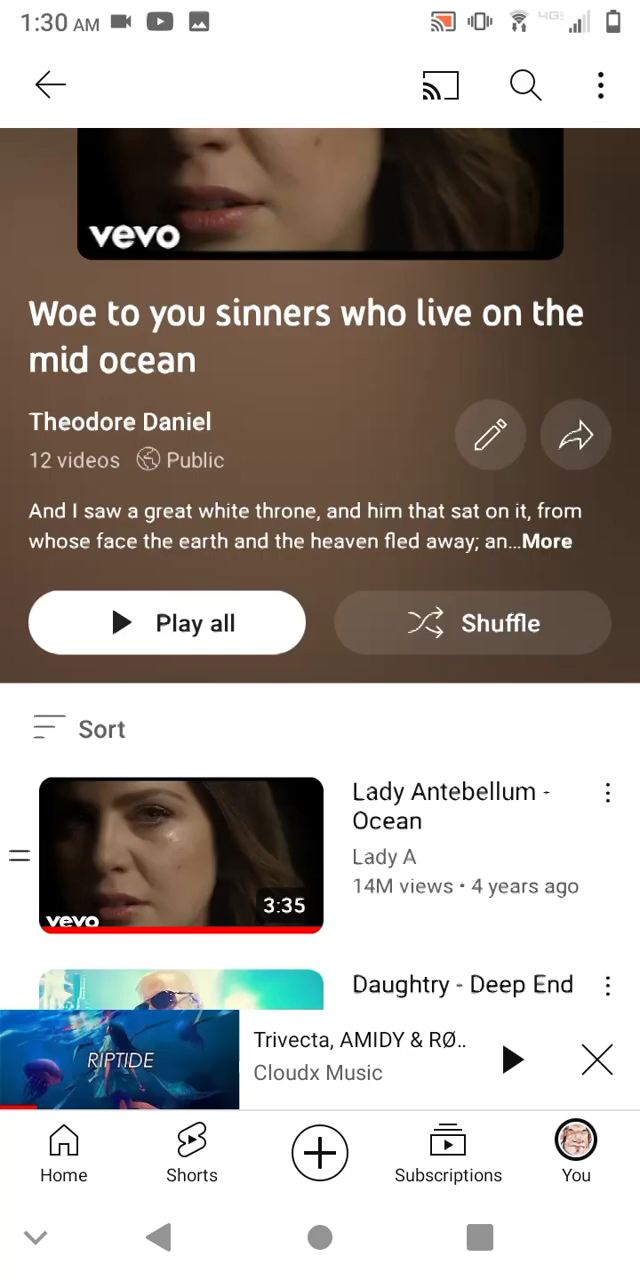 1:30 AM
4G
vevo
Woe to you sinners who live on the
mid ocean
Theodore Daniel
12 videos
Public
And I saw a great white throne, and him that sat on it, from
whose face the earth and the heaven fled away; an...More
Play all
Shuffle
Sort
Lady Antebellum -
Ocean
Lady A
14M views • 4 years ago
3:35
vevo
Daughtry - Deep End
RIPTIDE
Trivecta, AMIDY & RØ..
Cloudx Music
Home
Shorts
Subscriptions
You